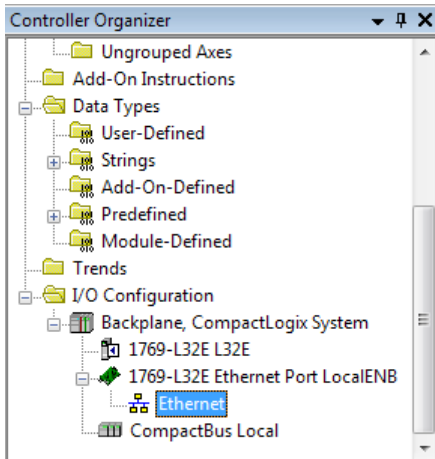 Controller Organizer
Ungrouped Axes
Add-On Instructions
Data Types
User-Defined
Strings
Add-On-Defined
Predefined
Module-Defined
Trends
I/O Configuration
Backplane, CompactLogix System
1769-L32E L32E
1769-L32E Ethernet Port LocalENB
Ethernet
CompactBus Local